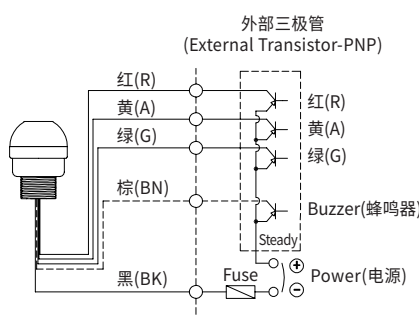 外部三极管
(External Transistor-PNP)
红(R)
黄(A)
绿(G)
棕(BN)
黑(BK)
红(R)
黄(A)
绿(G)
Buzzer(蜂鸣器)
Steady
Fuse
Power(电源)